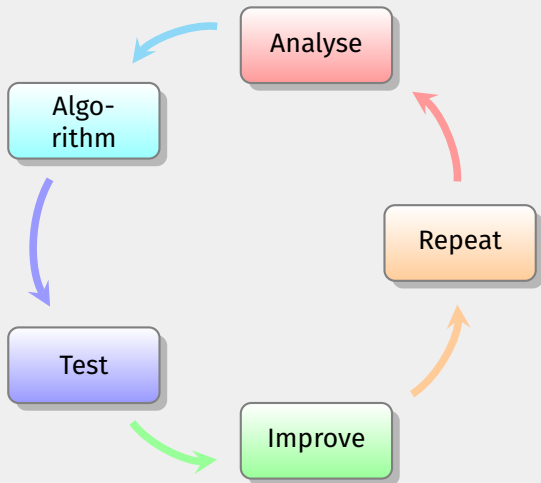 Analyse
Algo-
rithm
Test
Improve
Repeat